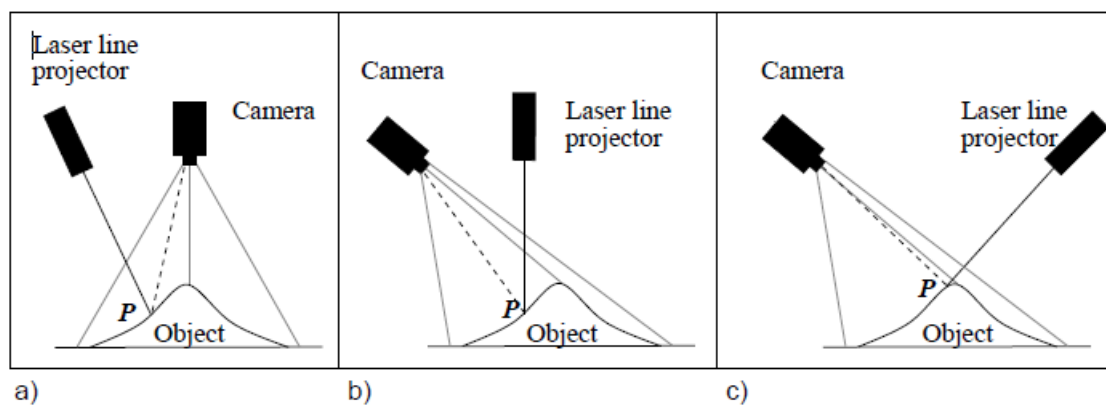 Laser line
projector
Camera
P
Object
a)
Camera
Laser line
projector
P
Object
b)
Camera
Laser line
projector
P
Object
c)